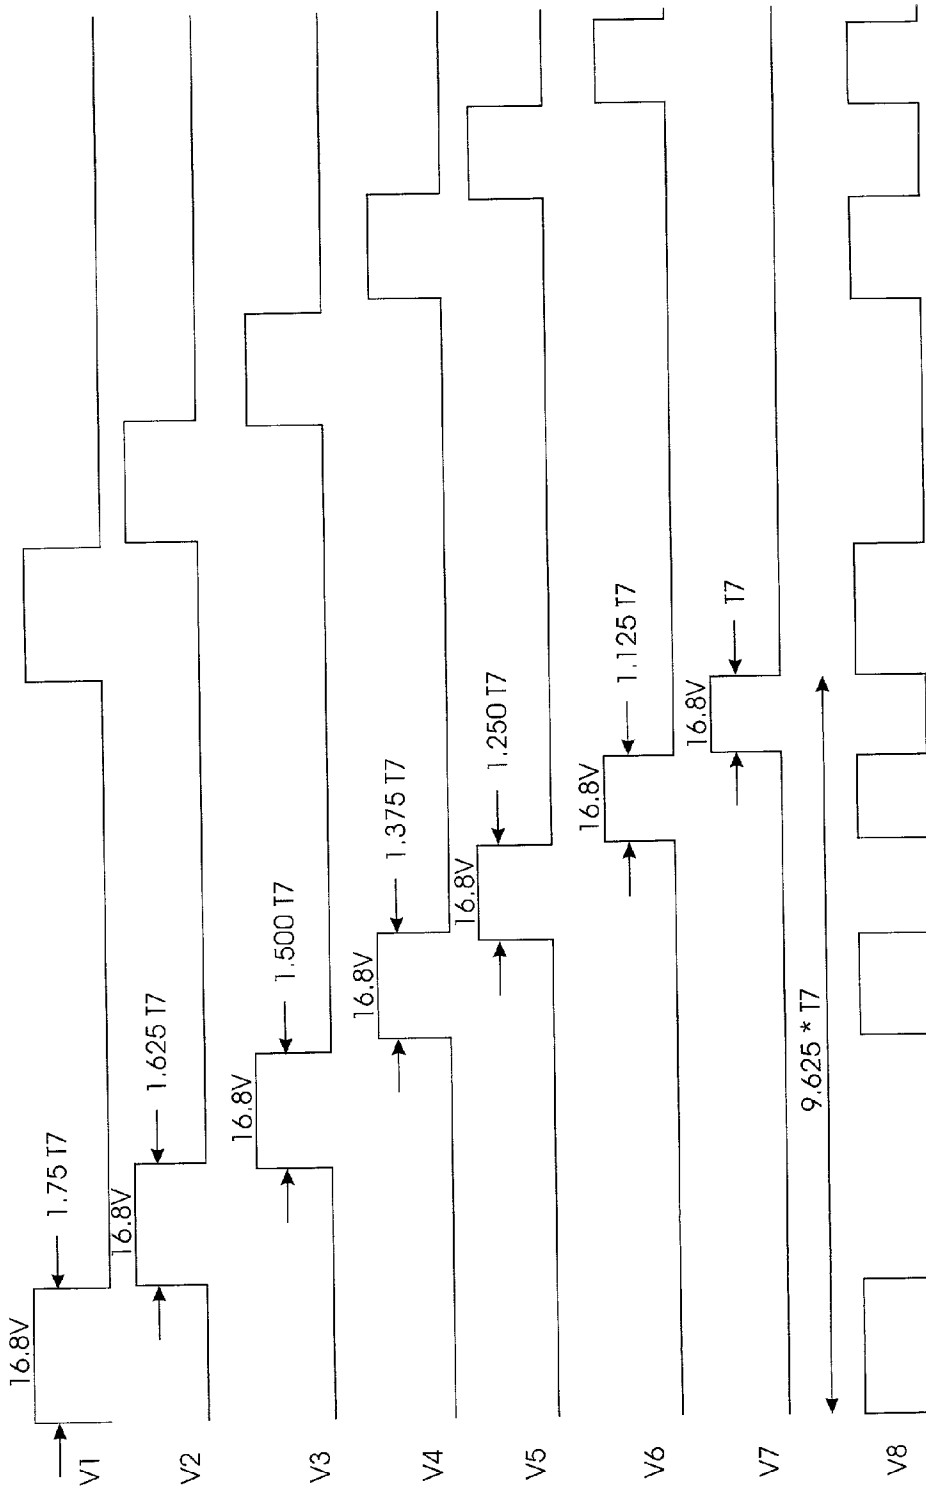 V1
16.8V
1.75 T7
V2
16.8V
1.625 T7
V3
16.8V
1.500 T7
V4
16.8V
1.375 T7
V5
16.8V
1.250 T7
V6
16.8V
1.125 T7
V7
16.8V
T7
9.625 * T7
V8